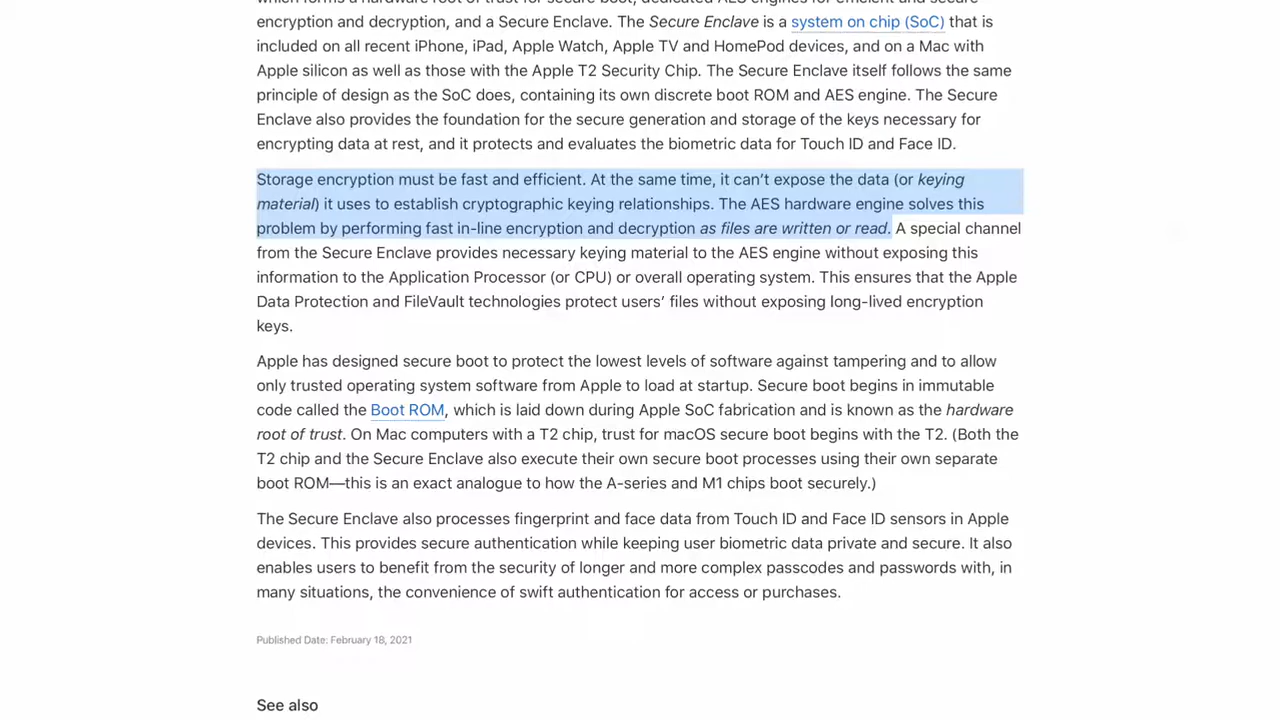 which forms a hardware root of trust for secure boot, dedicated AES engines for efficient and secure
encryption and decryption, and a Secure Enclave. The Secure Enclave is a system on chip (SoC) that is
included on all recent iPhone, iPad, Apple Watch, Apple TV and HomePod devices, and on a Mac with
Apple silicon as well as those with the Apple T2 Security Chip. The Secure Enclave itself follows the same
principle of design as the SoC does, containing its own discrete boot ROM and AES engine. The Secure
Enclave also provides the foundation for the secure generation and storage of the keys necessary for
encrypting data at rest, and it protects and evaluates the biometric data for Touch ID and Face ID.
Storage encryption must be fast and efficient. At the same time, it can’t expose the data (or keying
material) it uses to establish cryptographic keying relationships. The AES hardware engine solves this
problem by performing fast in-line encryption and decryption as files are written or read. A special channel
from the Secure Enclave provides necessary keying material to the AES engine without exposing this
information to the Application Processor (or CPU) or overall operating system. This ensures that the Apple
Data Protection and FileVault technologies protect users’ files without exposing long-lived encryption
keys.
Apple has designed secure boot to protect the lowest levels of software against tampering and to allow
only trusted operating system software from Apple to load at startup. Secure boot begins in immutable
code called the Boot ROM, which is laid down during Apple SoC fabrication and is known as the hardware
root of trust. On Mac computers with a T2 chip, trust for macOS secure boot begins with the T2. (Both the
T2 chip and the Secure Enclave also execute their own secure boot processes using their own separate
boot ROM—this is an exact analogue to how the A-series and M1 chips boot securely.)
The Secure Enclave also processes fingerprint and face data from Touch ID and Face ID sensors in Apple
devices. This provides secure authentication while keeping user biometric data private and secure. It also
enables users to benefit from the security of longer and more complex passcodes and passwords with, in
many situations, the convenience of swift authentication for access or purchases.
Published Date: February 18, 2021
See also